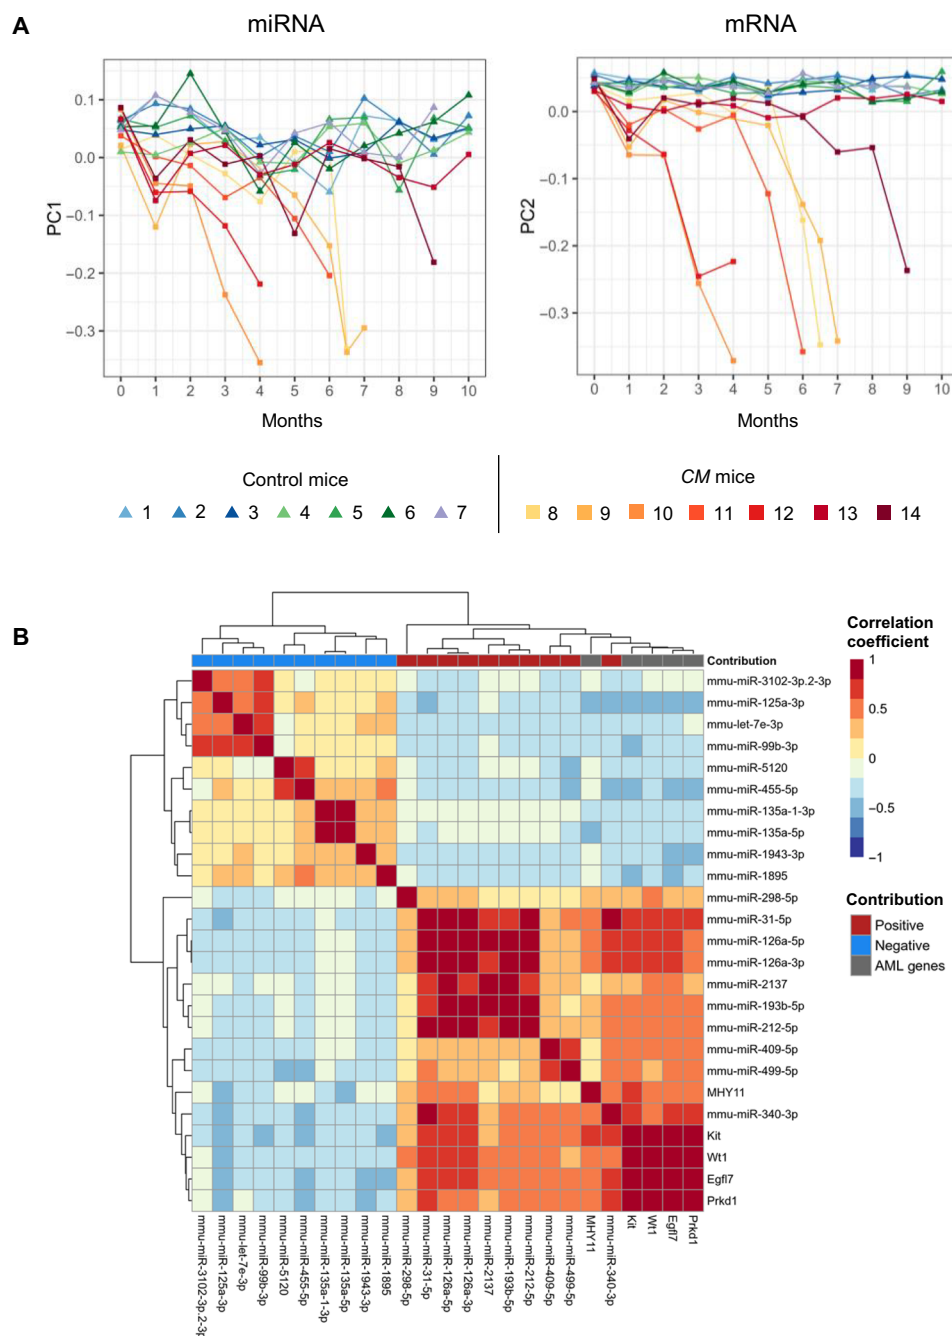 A
miRNA
mRNA
PC1
0.1
0.0
−0.1
−0.2
−0.3
0 1 2 3 4 5 6 7 8 9 10
Months
PC2
0.0
−0.1
−0.2
−0.3
0 1 2 3 4 5 6 7 8 9 10
Months
Control mice
1 2 3 4 5 6 7
CM mice
8 9 10 11 12 13 14
B
Contribution
mmu-miR-3102-3p.2-3p
mmu-miR-125a-3p
mmu-let-7e-3p
mmu-miR-99b-3p
mmu-miR-5120
mmu-miR-455-5p
mmu-miR-135a-1-3p
mmu-miR-135a-5p
mmu-miR-1943-3p
mmu-miR-1895
mmu-miR-298-5p
mmu-miR-31-5p
mmu-miR-126a-5p
mmu-miR-126a-3p
mmu-miR-2137
mmu-miR-193b-5p
mmu-miR-212-5p
mmu-miR-409-5p
mmu-miR-499-5p
MHY11
mmu-miR-340-3p
Kit
Wt1
Egfl7
Prkd1
mmu-miR-3102-3p.2-3p
mmu-miR-125a-3p
mmu-let-7e-3p
mmu-miR-99b-3p
mmu-miR-5120
mmu-miR-455-5p
mmu-miR-135a-1-3p
mmu-miR-135a-5p
mmu-miR-1943-3p
mmu-miR-1895
mmu-miR-298-5p
mmu-miR-31-5p
mmu-miR-126a-5p
mmu-miR-126a-3p
mmu-miR-2137
mmu-miR-193b-5p
mmu-miR-212-5p
mmu-miR-409-5p
mmu-miR-499-5p
MHY11
mmu-miR-340-3p
Kit
Wt1
Egfl7
Prkd1
Correlation
coefficient
1
0.5
0
−0.5
−1
Contribution
Positive
Negative
AML genes